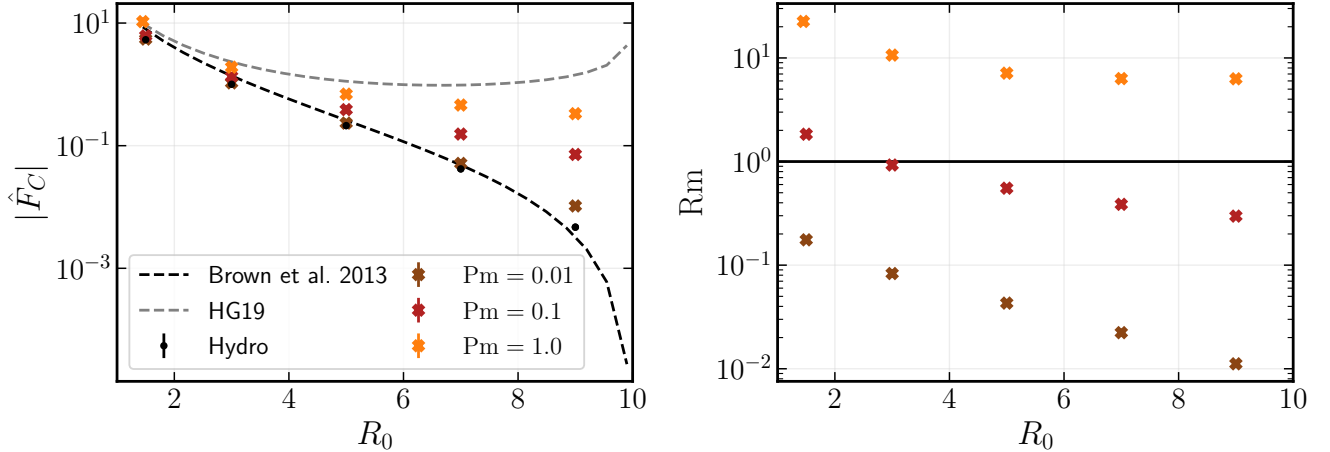 |F̂_C|
10^1
10^{-1}
10^{-3}
Brown et al. 2013
HG19
Hydro
Pm = 0.01
Pm = 0.1
Pm = 1.0
2 4 6 8 10
R_0
Rm
10^1
10^0
10^{-1}
10^{-2}
2 4 6 8 10
R_0